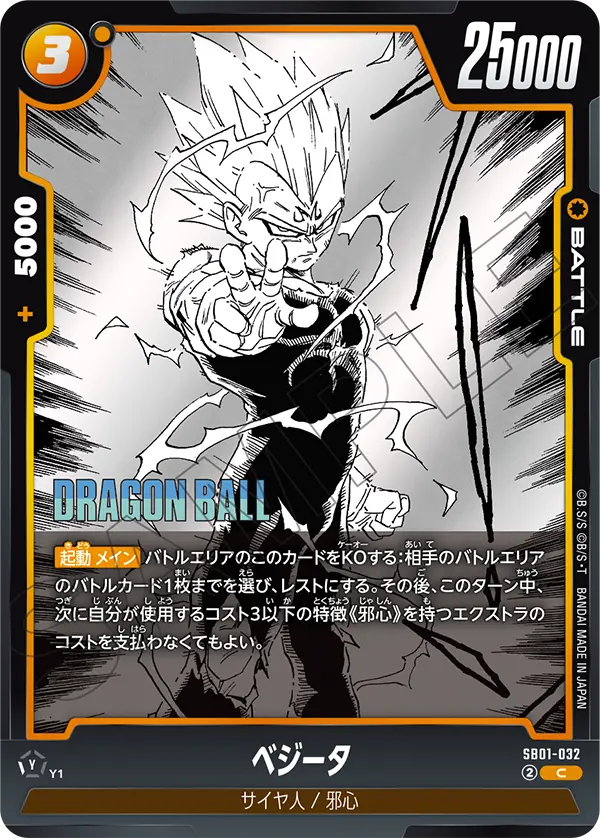 3
25000
+ 5000
BATTLE
SAMPLE
DRAGON BALL
起動 メイン バトルエリアのこのカードをKOする：相手のバトルエリア
のバトルカード1枚までを選び、レストにする。その後、このターン中、
次に自分が使用するコスト3以下の特徴《邪心》を持つエクストラの
コストを支払わなくてもよい。
©B.S/S ©B/S・T BANDAI MADE IN JAPAN
Y Y1
ベジータ
SB01-032
② C
サイヤ人 / 邪心